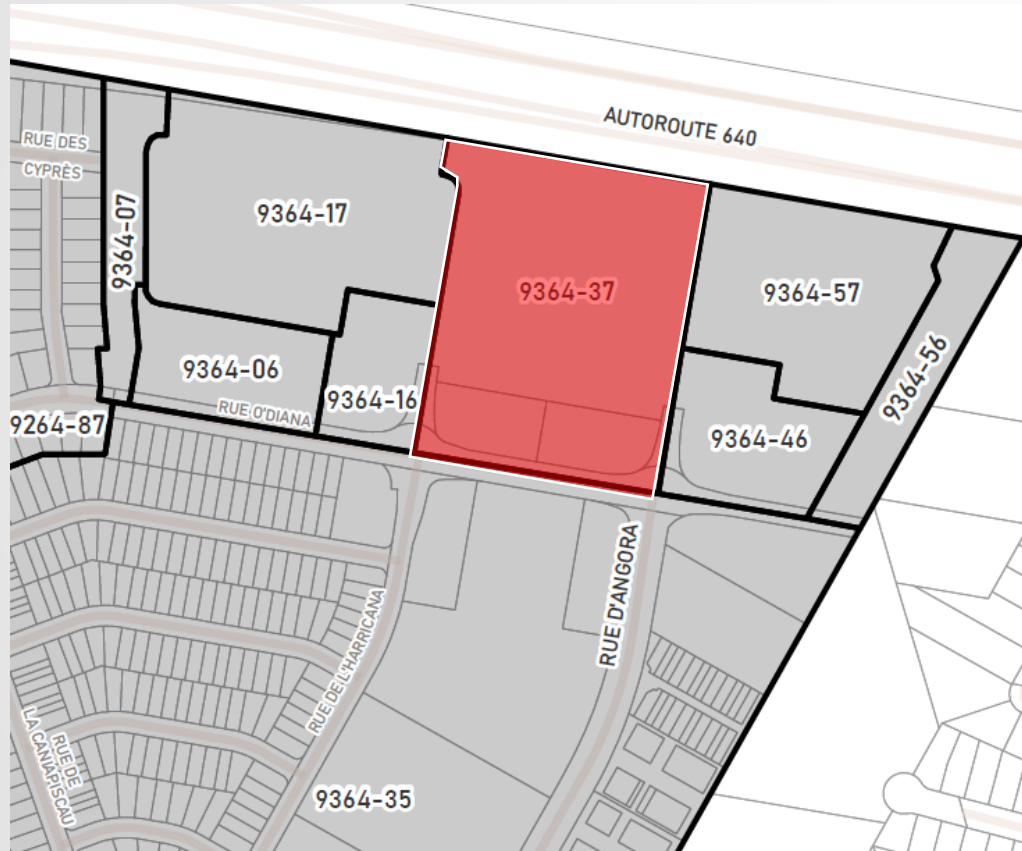 AUTOROUTE 640
RUE DES
CYPRÈS
9364-07
9364-17
9364-37
9364-57
9364-56
9364-06
9364-16
RUE O'DIANA
9264-87
9364-46
RUE D'ANGORA
RUE DE L'HARRICANA
RUE DE
LA CANIAPISCAU
9364-35